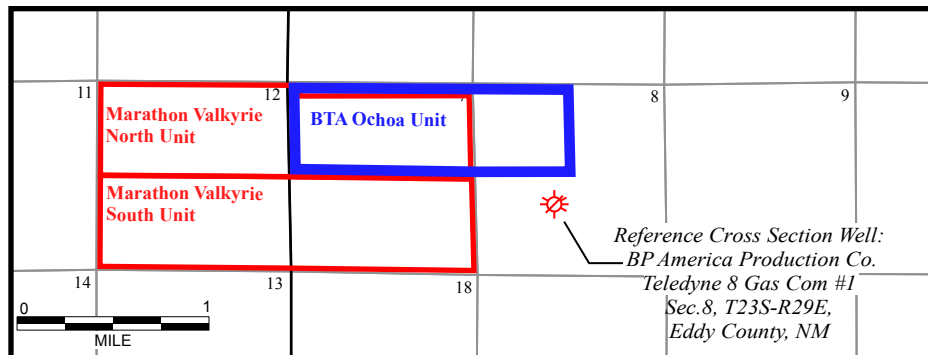 11
12
7
8
9
Marathon Valkyrie
North Unit
BTA Ochoa Unit
Marathon Valkyrie
South Unit
Reference Cross Section Well:
BP America Production Co.
Teledyne 8 Gas Com #1
Sec.8, T23S-R29E,
Eddy County, NM
14
13
18
0 1
MILE